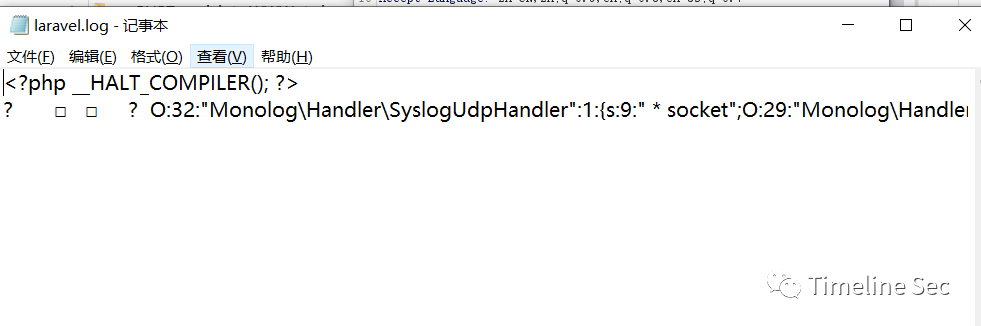 laravel.log - 记事本
文件(F) 编辑(E) 格式(O) 查看(V) 帮助(H)
<?php __HALT_COMPILER(); ?>
? □ □ ? O:32:"Monolog\Handler\SyslogUdpHandler":1:{s:9:" * socket";O:29:"Monolog\Handler
Timeline Sec